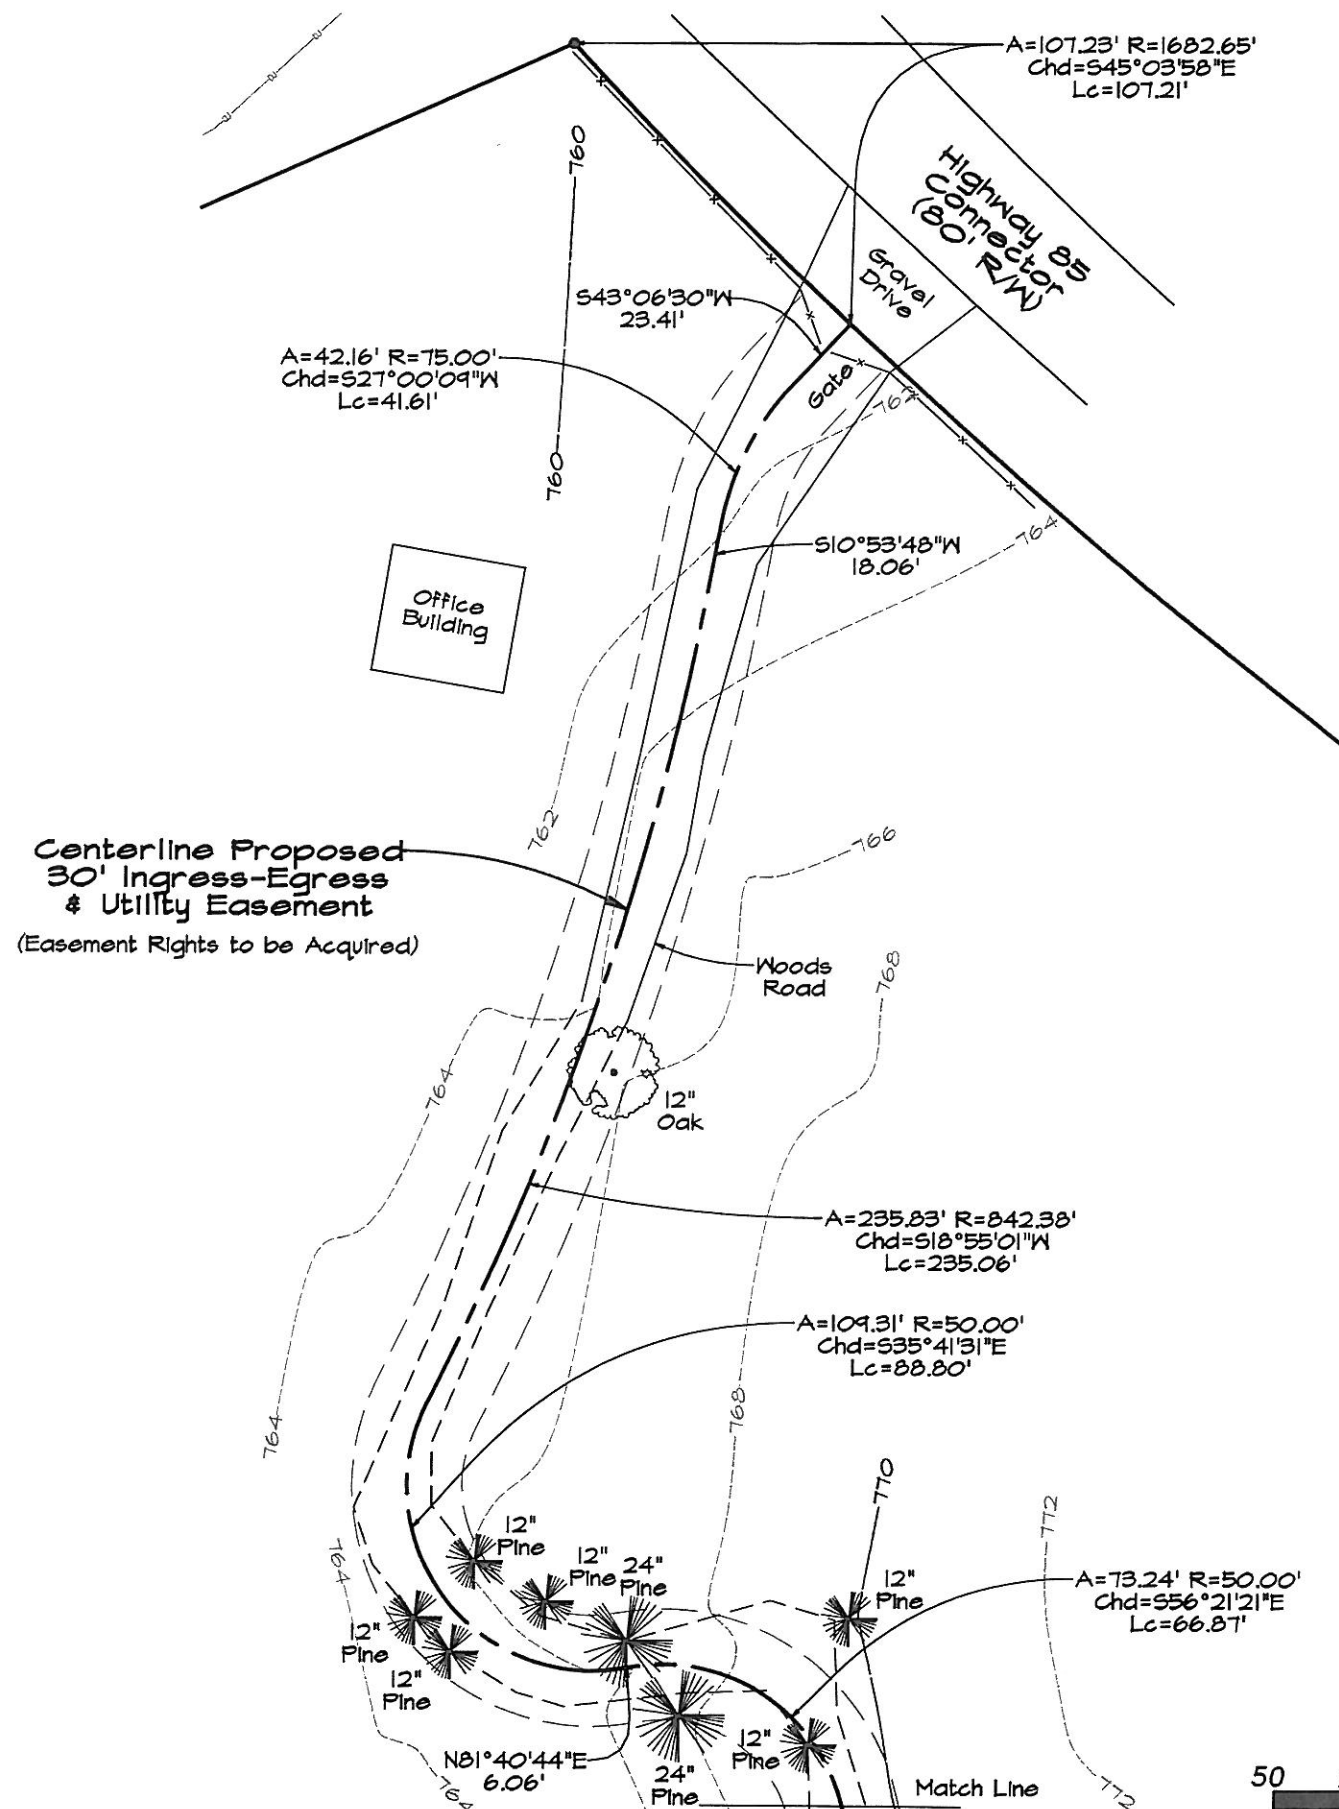 A=107.23' R=1682.65'
Chd=S45°03'58"E
Lc=107.21'
Highway 85
Connector
(80' R/W)
760
Gravel
Drive
S43°06'30"W
23.41'
A=42.16' R=75.00'
Chd=S27°00'09"W
Lc=41.61'
Gate
762
760
764
S10°53'48"W
18.06'
Office
Building
762
766
Centerline Proposed
30' Ingress-Egress
& Utility Easement
(Easement Rights to be Acquired)
Woods
Road
768
764
12"
Oak
A=235.83' R=842.38'
Chd=S18°55'01"W
Lc=235.06'
A=109.31' R=50.00'
Chd=S35°41'31"E
Lc=88.80'
764
768
770
772
12"
Pine
12"
Pine
24"
Pine
12"
Pine
A=73.24' R=50.00'
Chd=S56°21'21"E
Lc=66.87'
764
12"
Pine
12"
Pine
12"
Pine
N81°40'44"E
6.06'
24"
Pine
764
Match Line
772
50